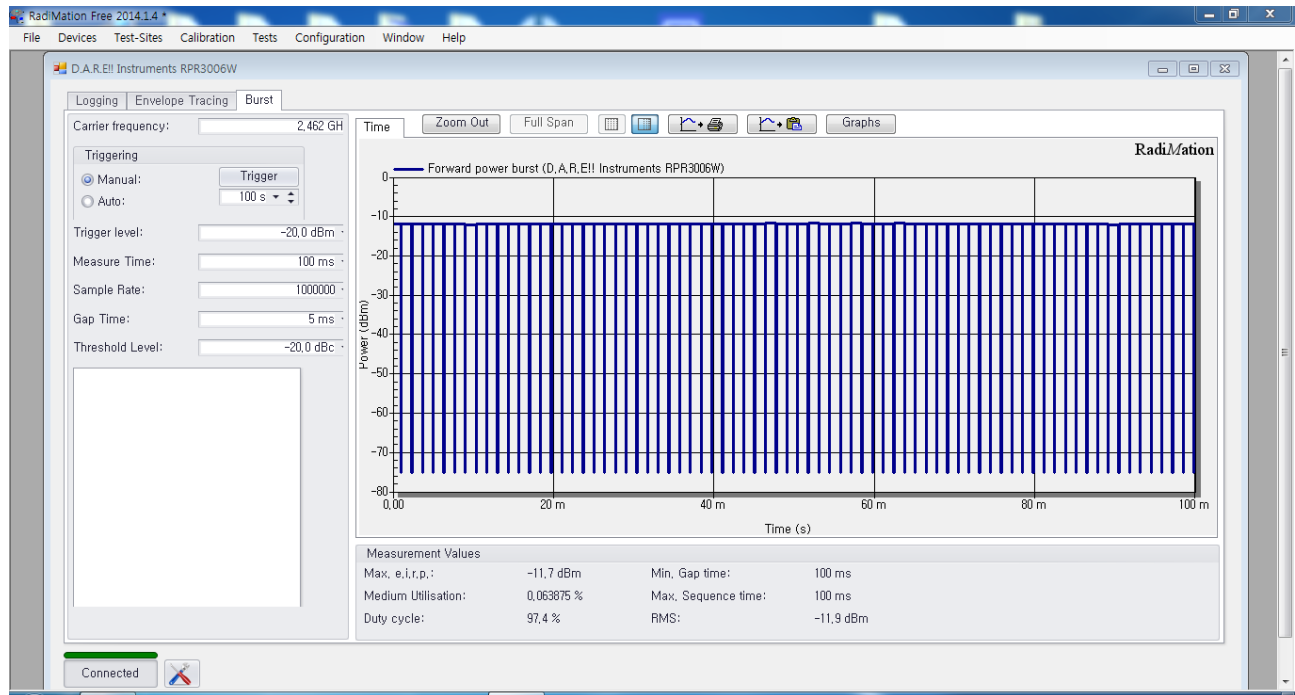 RadiMation Free 2014.1.4 *
File Devices Test-Sites Calibration Tests Configuration Window Help
D.A.R.E!! Instruments RPR3006W
Logging Envelope Tracing Burst
Carrier frequency: 2,462 GH
Triggering
Manual: Trigger
Auto: 100 s
Trigger level: -20,0 dBm
Measure Time: 100 ms
Sample Rate: 1000000
Gap Time: 5 ms
Threshold Level: -20,0 dBc
Time Zoom Out Full Span Graphs
RadiMation
Forward power burst (D,A,R,E!! Instruments RPR3006W)
0
-10
-20
-30
-40
-50
-60
-70
-80
Power (dBm)
0,00 20 m 40 m 60 m 80 m 100 m
Time (s)
Measurement Values
Max, e,i,r,p,: -11,7 dBm Min, Gap time: 100 ms
Medium Utilisation: 0,063875 % Max, Sequence time: 100 ms
Duty cycle: 97,4 % RMS: -11,9 dBm
Connected